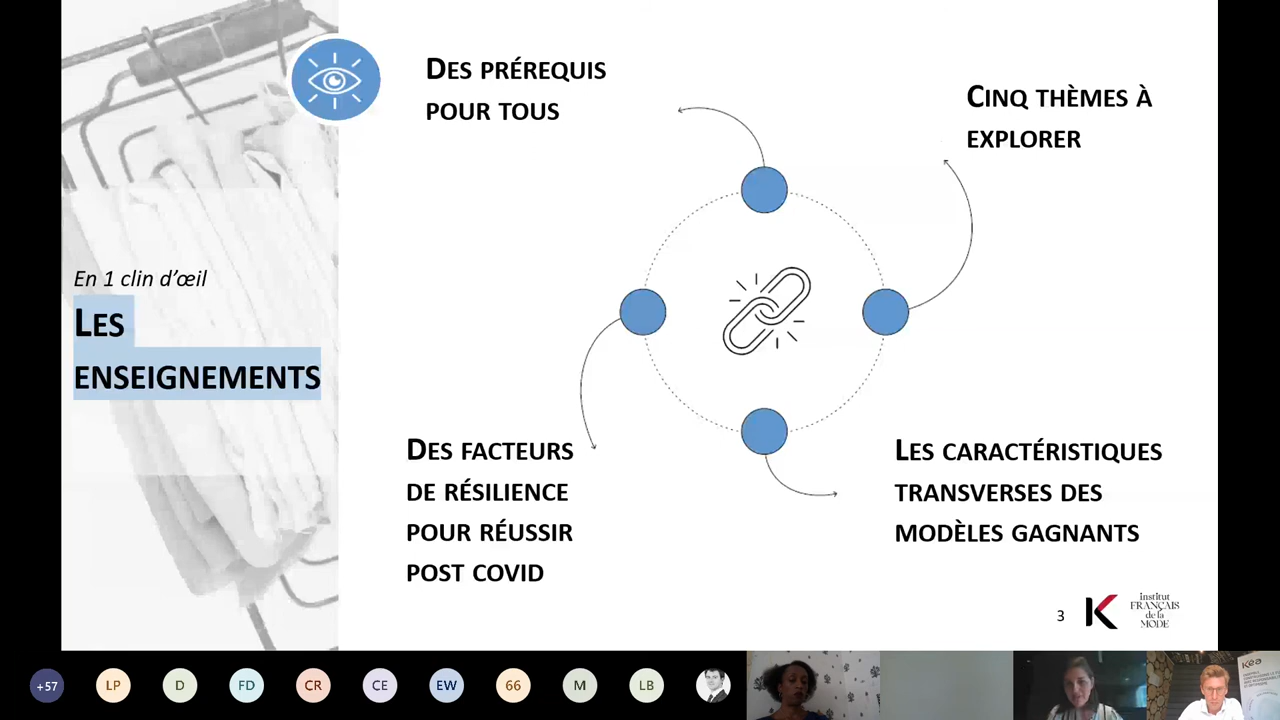 En 1 clin d'œil
LES
ENSEIGNEMENTS
DES PRÉREQUIS
POUR TOUS
CINQ THÈMES À
EXPLORER
DES FACTEURS
DE RÉSILIENCE
POUR RÉUSSIR
POST COVID
LES CARACTÉRISTIQUES
TRANSVERSES DES
MODÈLES GAGNANTS
3
K
institut
FRANÇAIS
de la
MODE
+57
LP
D
FD
CR
CE
EW
66
M
LB
Kéa